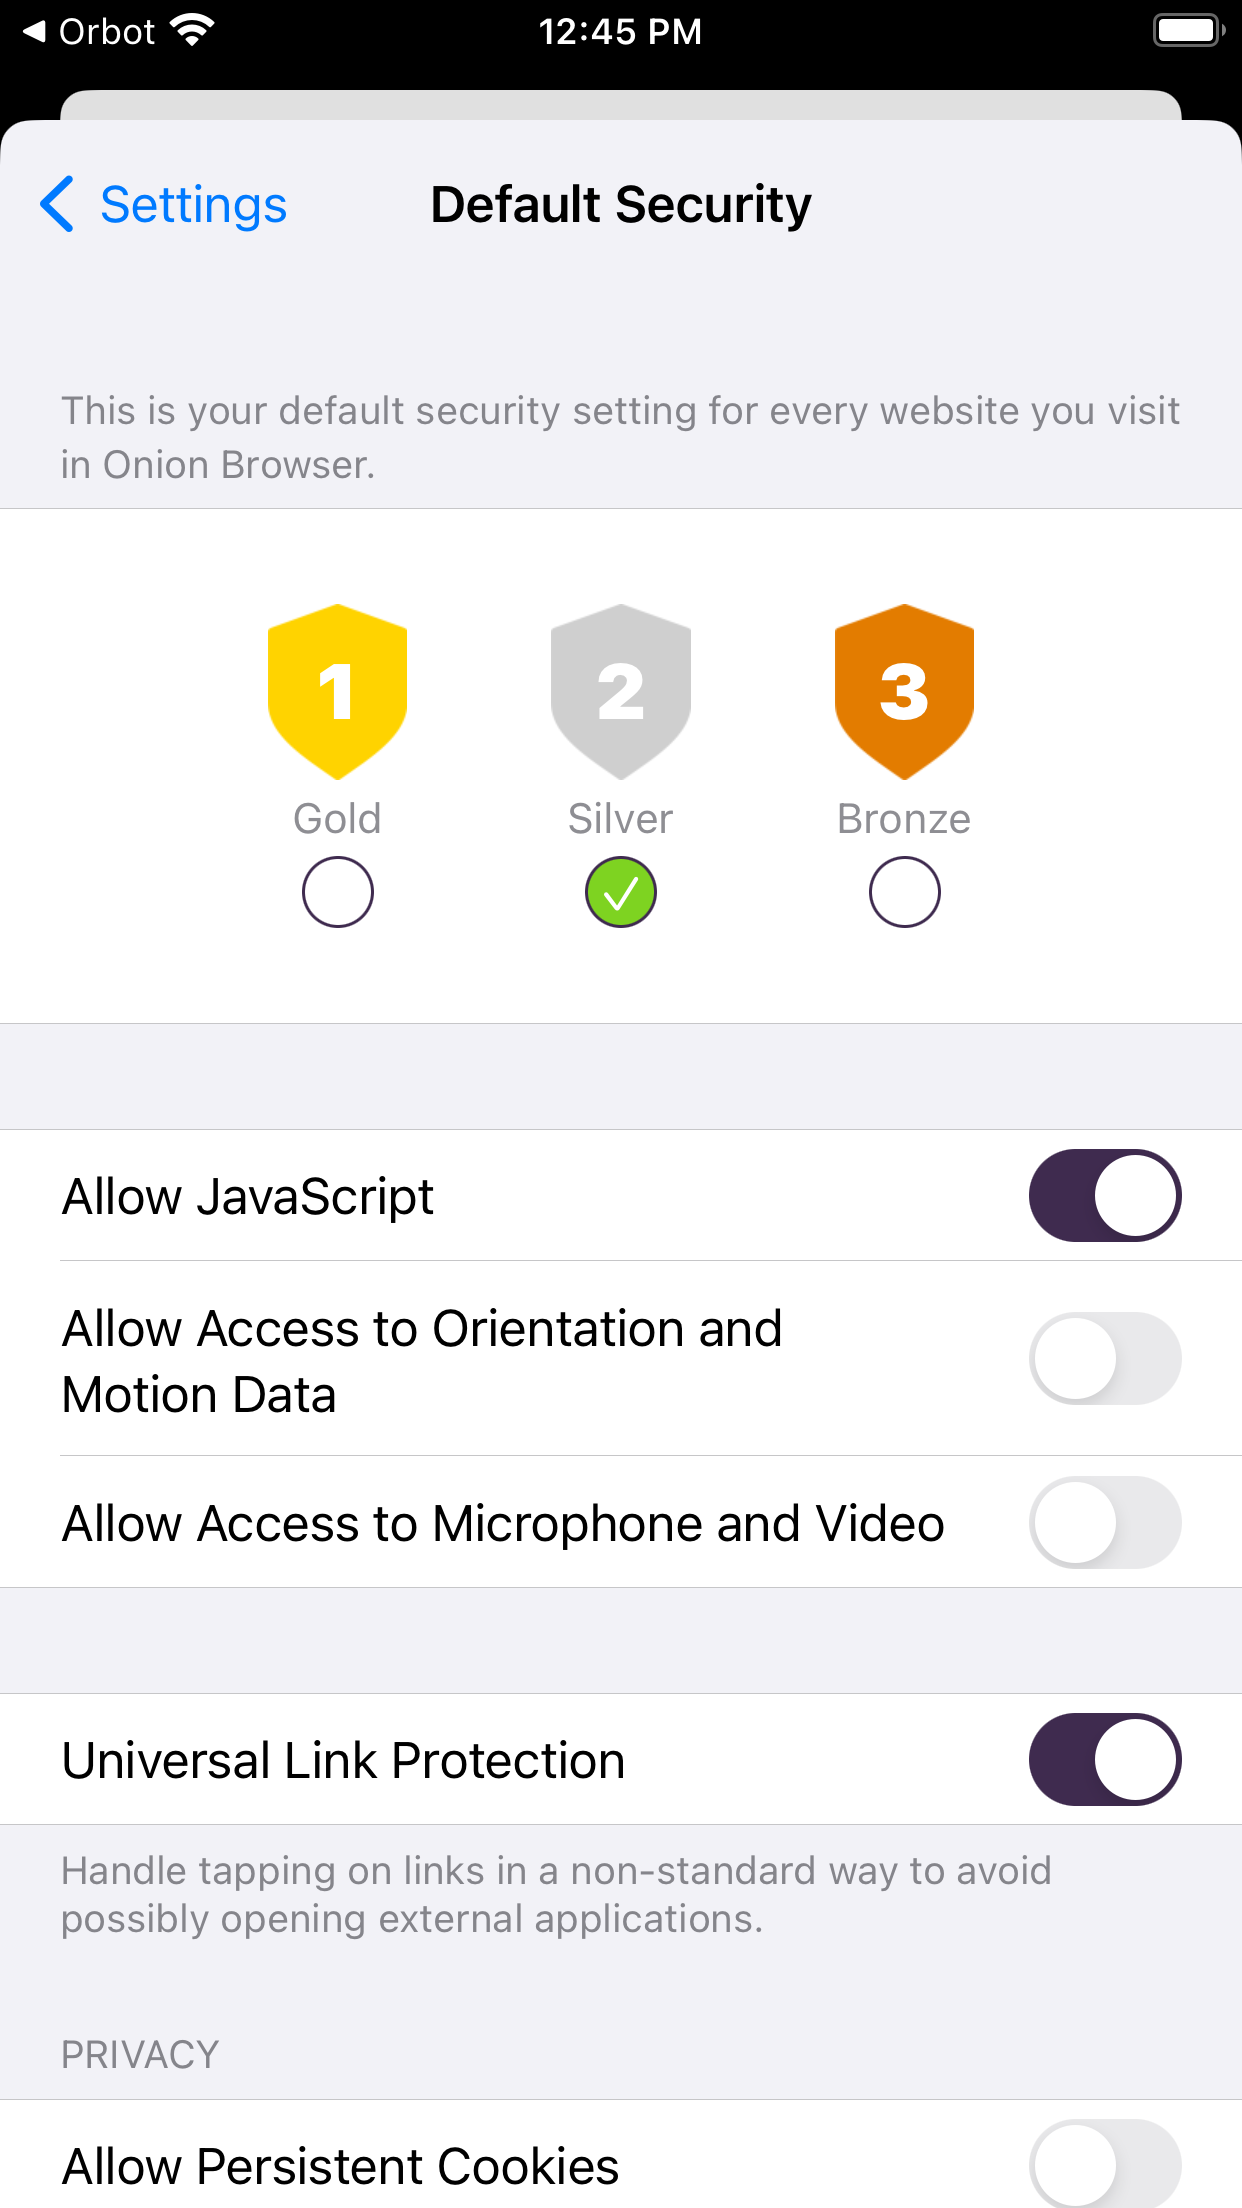 Orbot
12:45 PM
Settings
Default Security
This is your default security setting for every website you visit
in Onion Browser.
1
2
3
Gold
Silver
Bronze
Allow JavaScript
Allow Access to Orientation and
Motion Data
Allow Access to Microphone and Video
Universal Link Protection
Handle tapping on links in a non-standard way to avoid
possibly opening external applications.
PRIVACY
Allow Persistent Cookies